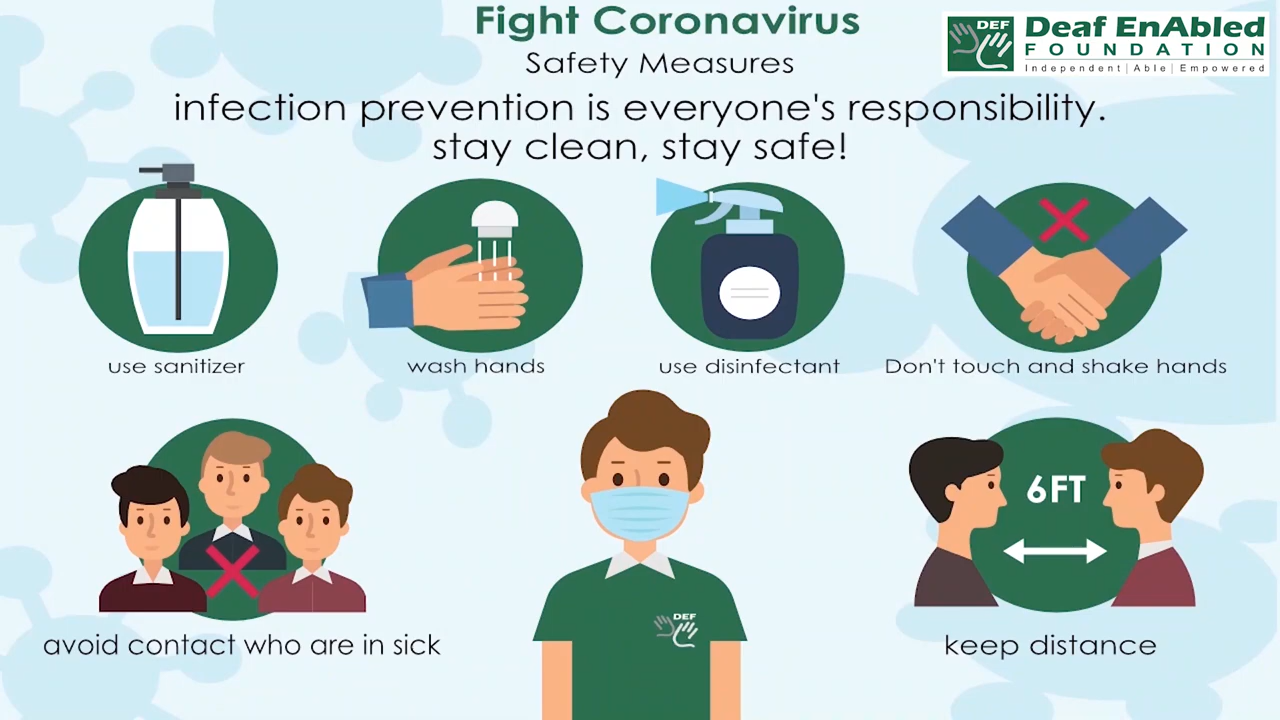 Fight Coronavirus
Safety Measures
DEF
Deaf EnAbled
FOUNDATION
Independent | Able | Empowered
infection prevention is everyone's responsibility.
stay clean, stay safe!
use sanitizer
wash hands
use disinfectant
Don't touch and shake hands
6FT
DEF
avoid contact who are in sick
keep distance